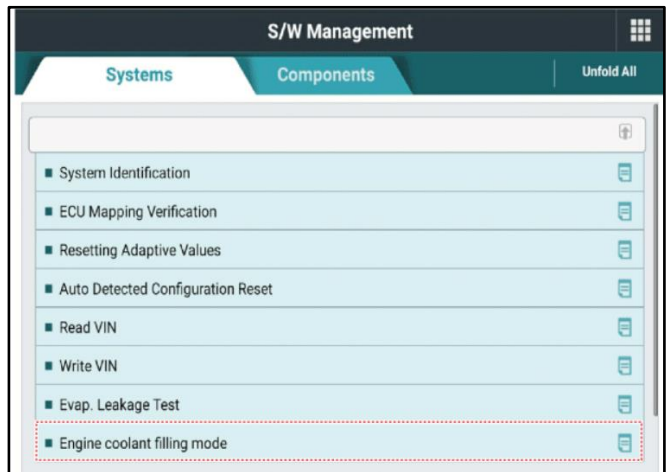 S/W Management
Systems
Components
Unfold All
System Identification
ECU Mapping Verification
Resetting Adaptive Values
Auto Detected Configuration Reset
Read VIN
Write VIN
Evap. Leakage Test
Engine coolant filling mode